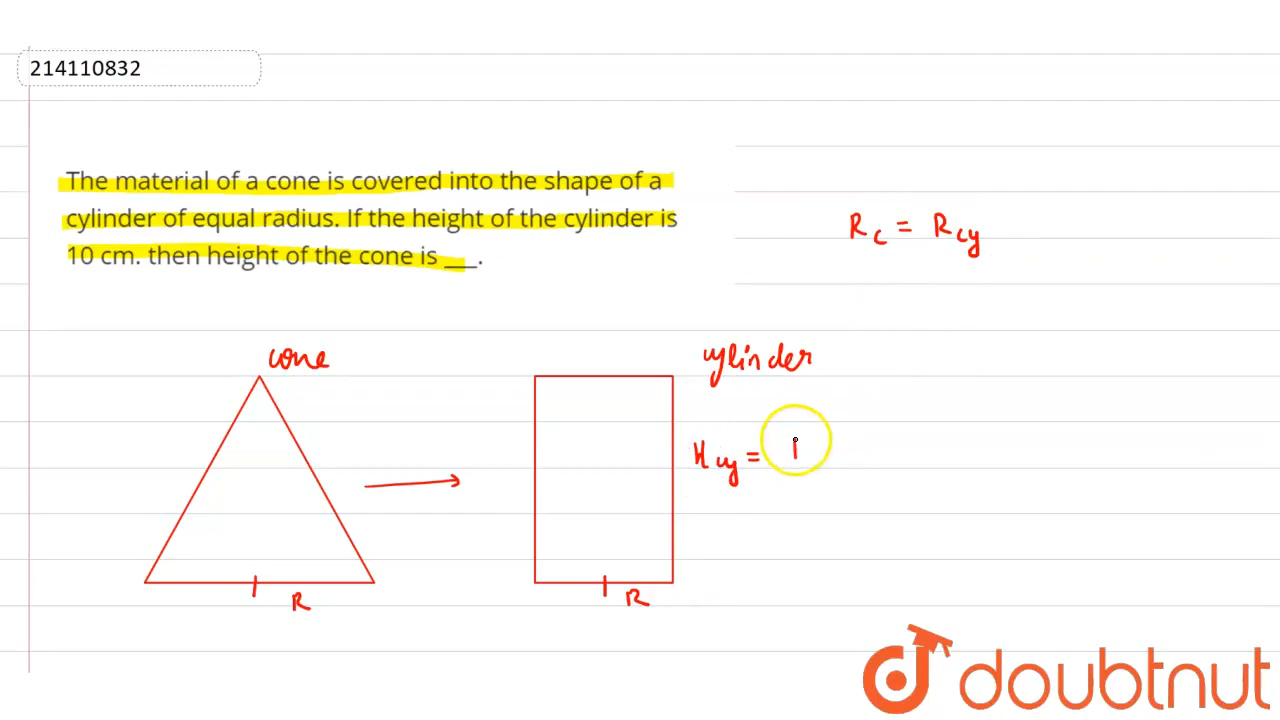 214110832
The material of a cone is covered into the shape of a
cylinder of equal radius. If the height of the cylinder is
10 cm. then height of the cone is ___.
Rc = Rcy
cone
cylinder
Hcy = 1
R
R
doubtnut